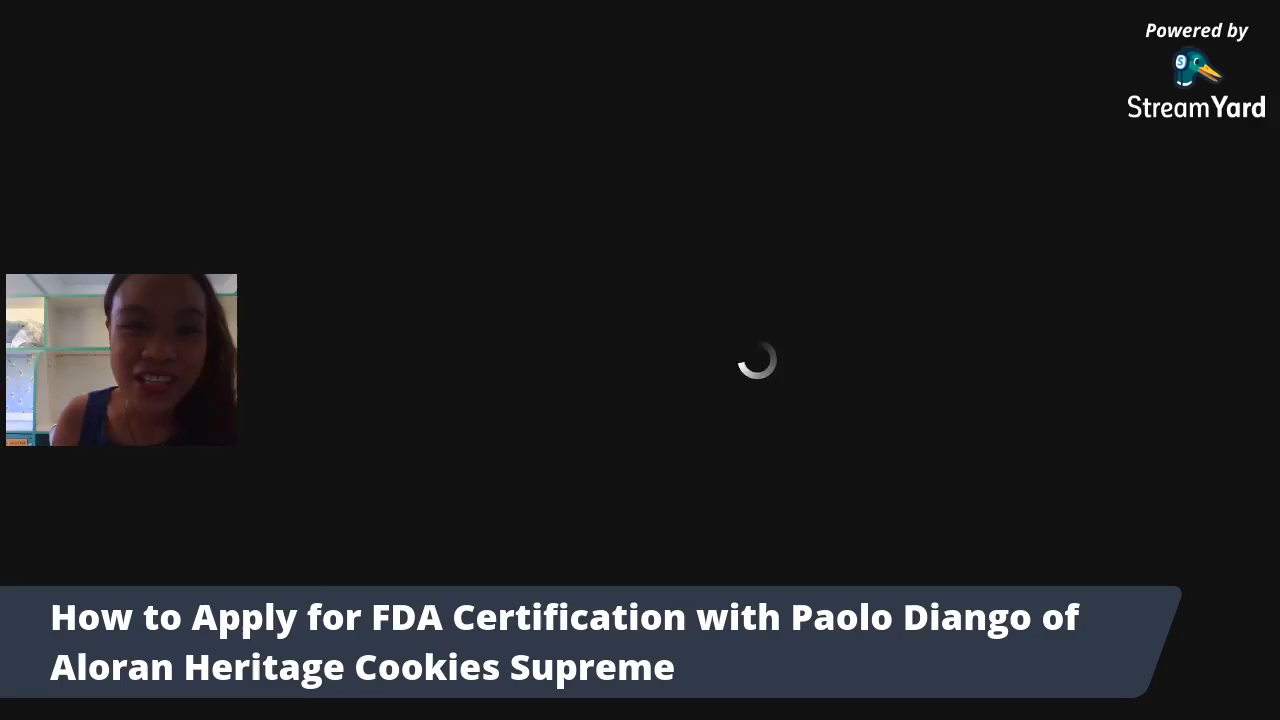 Powered by
StreamYard
How to Apply for FDA Certification with Paolo Diango of
Aloran Heritage Cookies Supreme